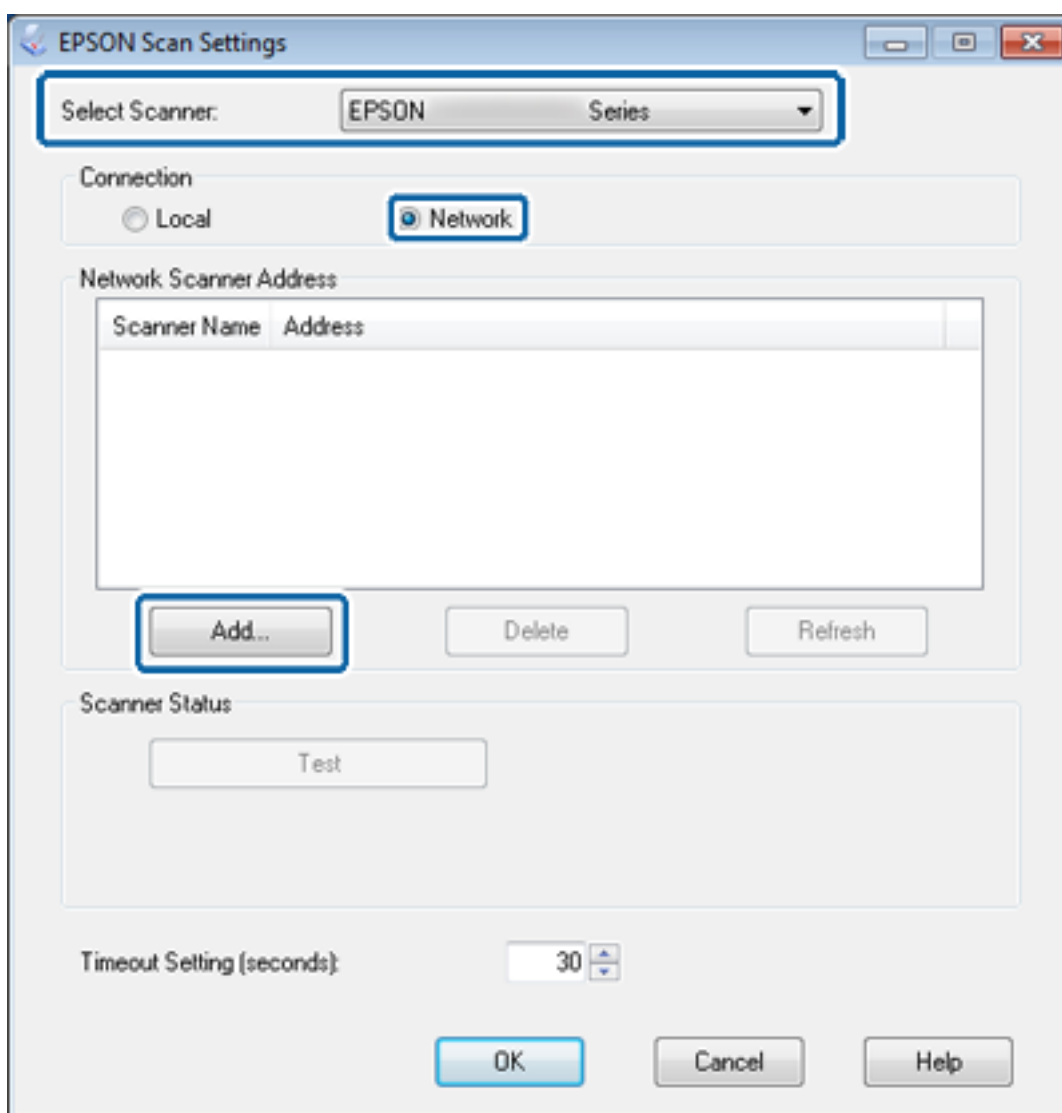 EPSON Scan Settings
Select Scanner: EPSON Series
Connection
Local Network
Network Scanner Address
Scanner Name Address
Add... Delete Refresh
Scanner Status
Test
Timeout Setting (seconds): 30
OK Cancel Help